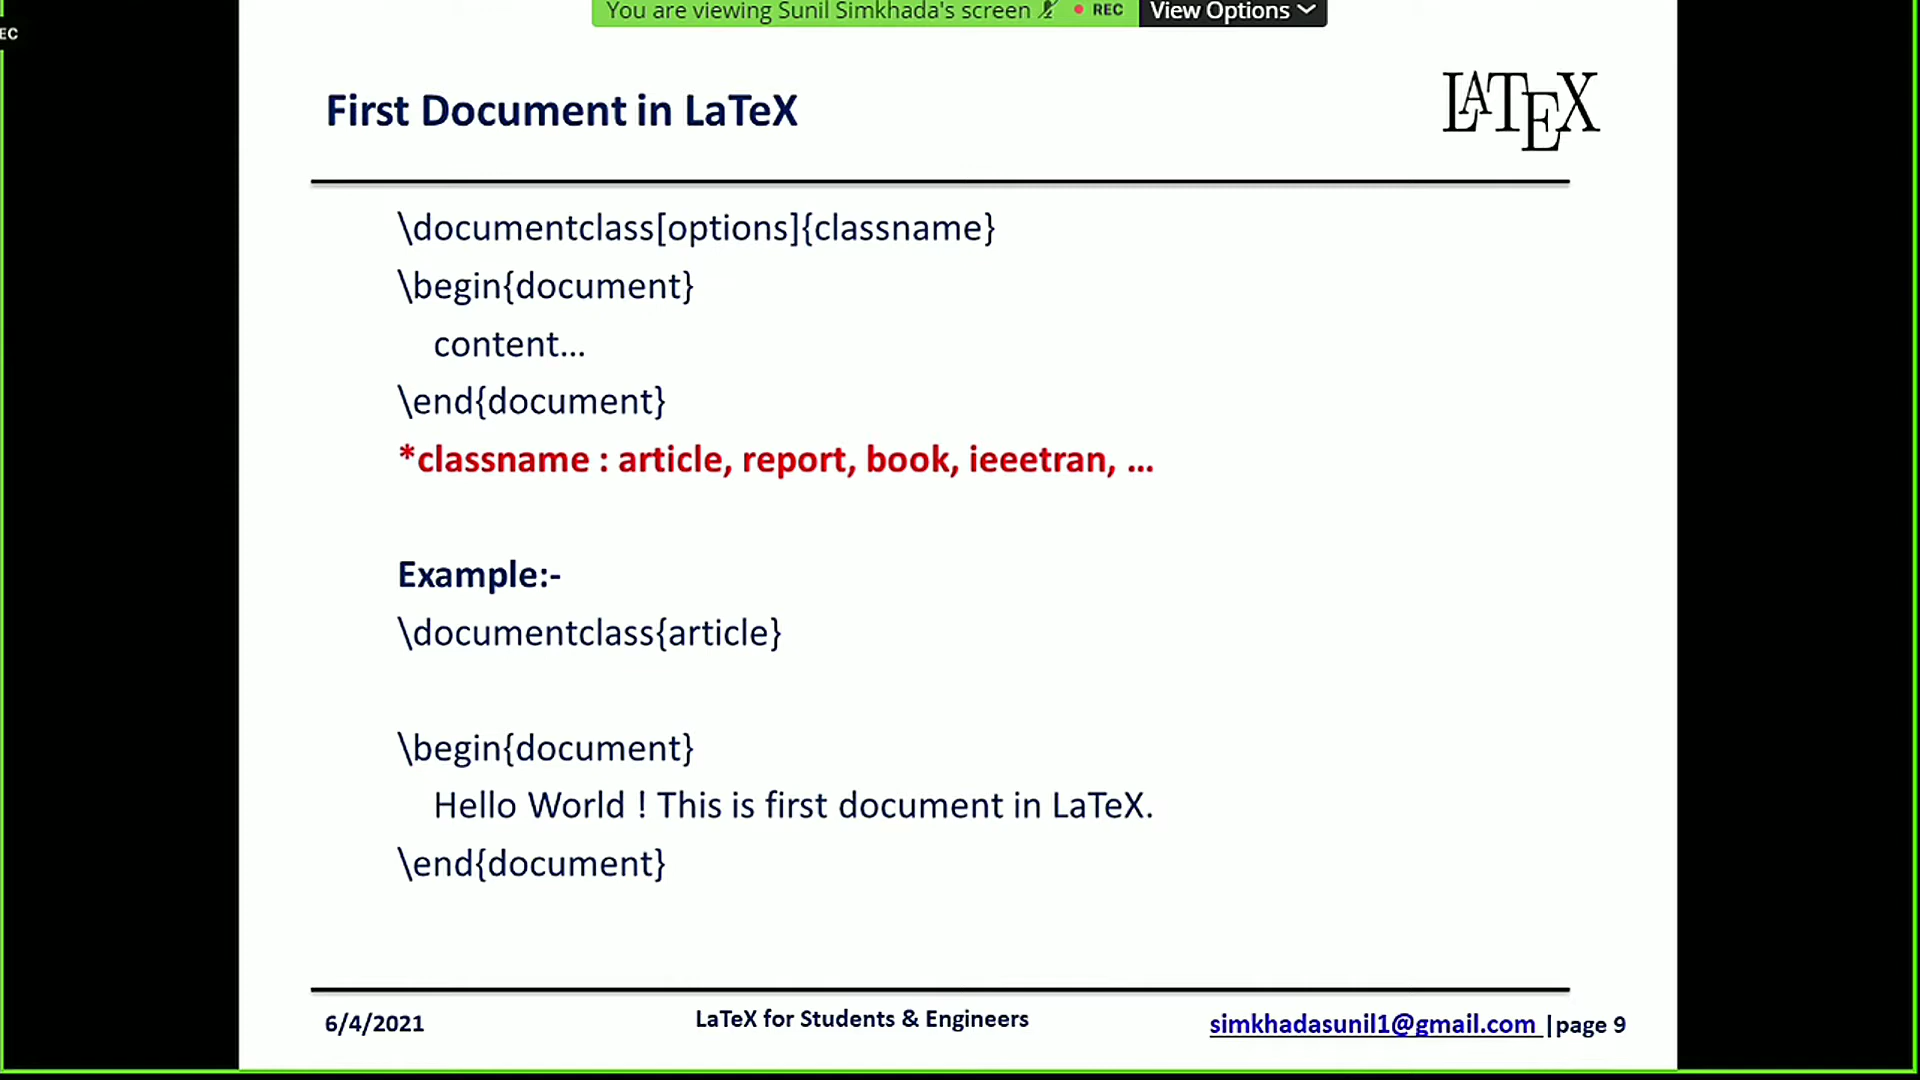 You are viewing Sunil Simkhada's screen REC View Options
EC
First Document in LaTeX
LATEX
\documentclass[options]{classname}
\begin{document}
content...
\end{document}
*classname : article, report, book, ieeetran, ...
Example:-
\documentclass{article}
\begin{document}
Hello World ! This is first document in LaTeX.
\end{document}
6/4/2021
LaTeX for Students & Engineers
simkhadasunil1@gmail.com |page 9